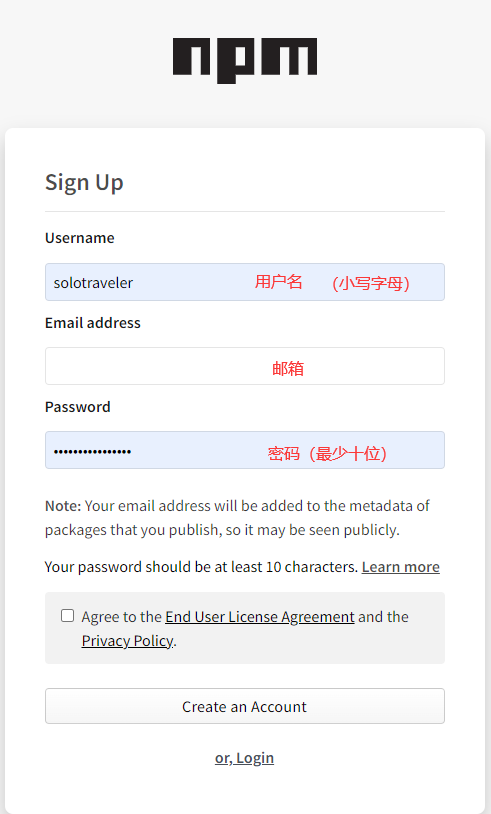 npm
Sign Up
Username
solotraveler 用户名 （小写字母）
Email address
邮箱
Password
•••••••••••••••• 密码（最少十位）
Note: Your email address will be added to the metadata of
packages that you publish, so it may be seen publicly.
Your password should be at least 10 characters. Learn more
Agree to the End User License Agreement and the
Privacy Policy.
Create an Account
or, Login